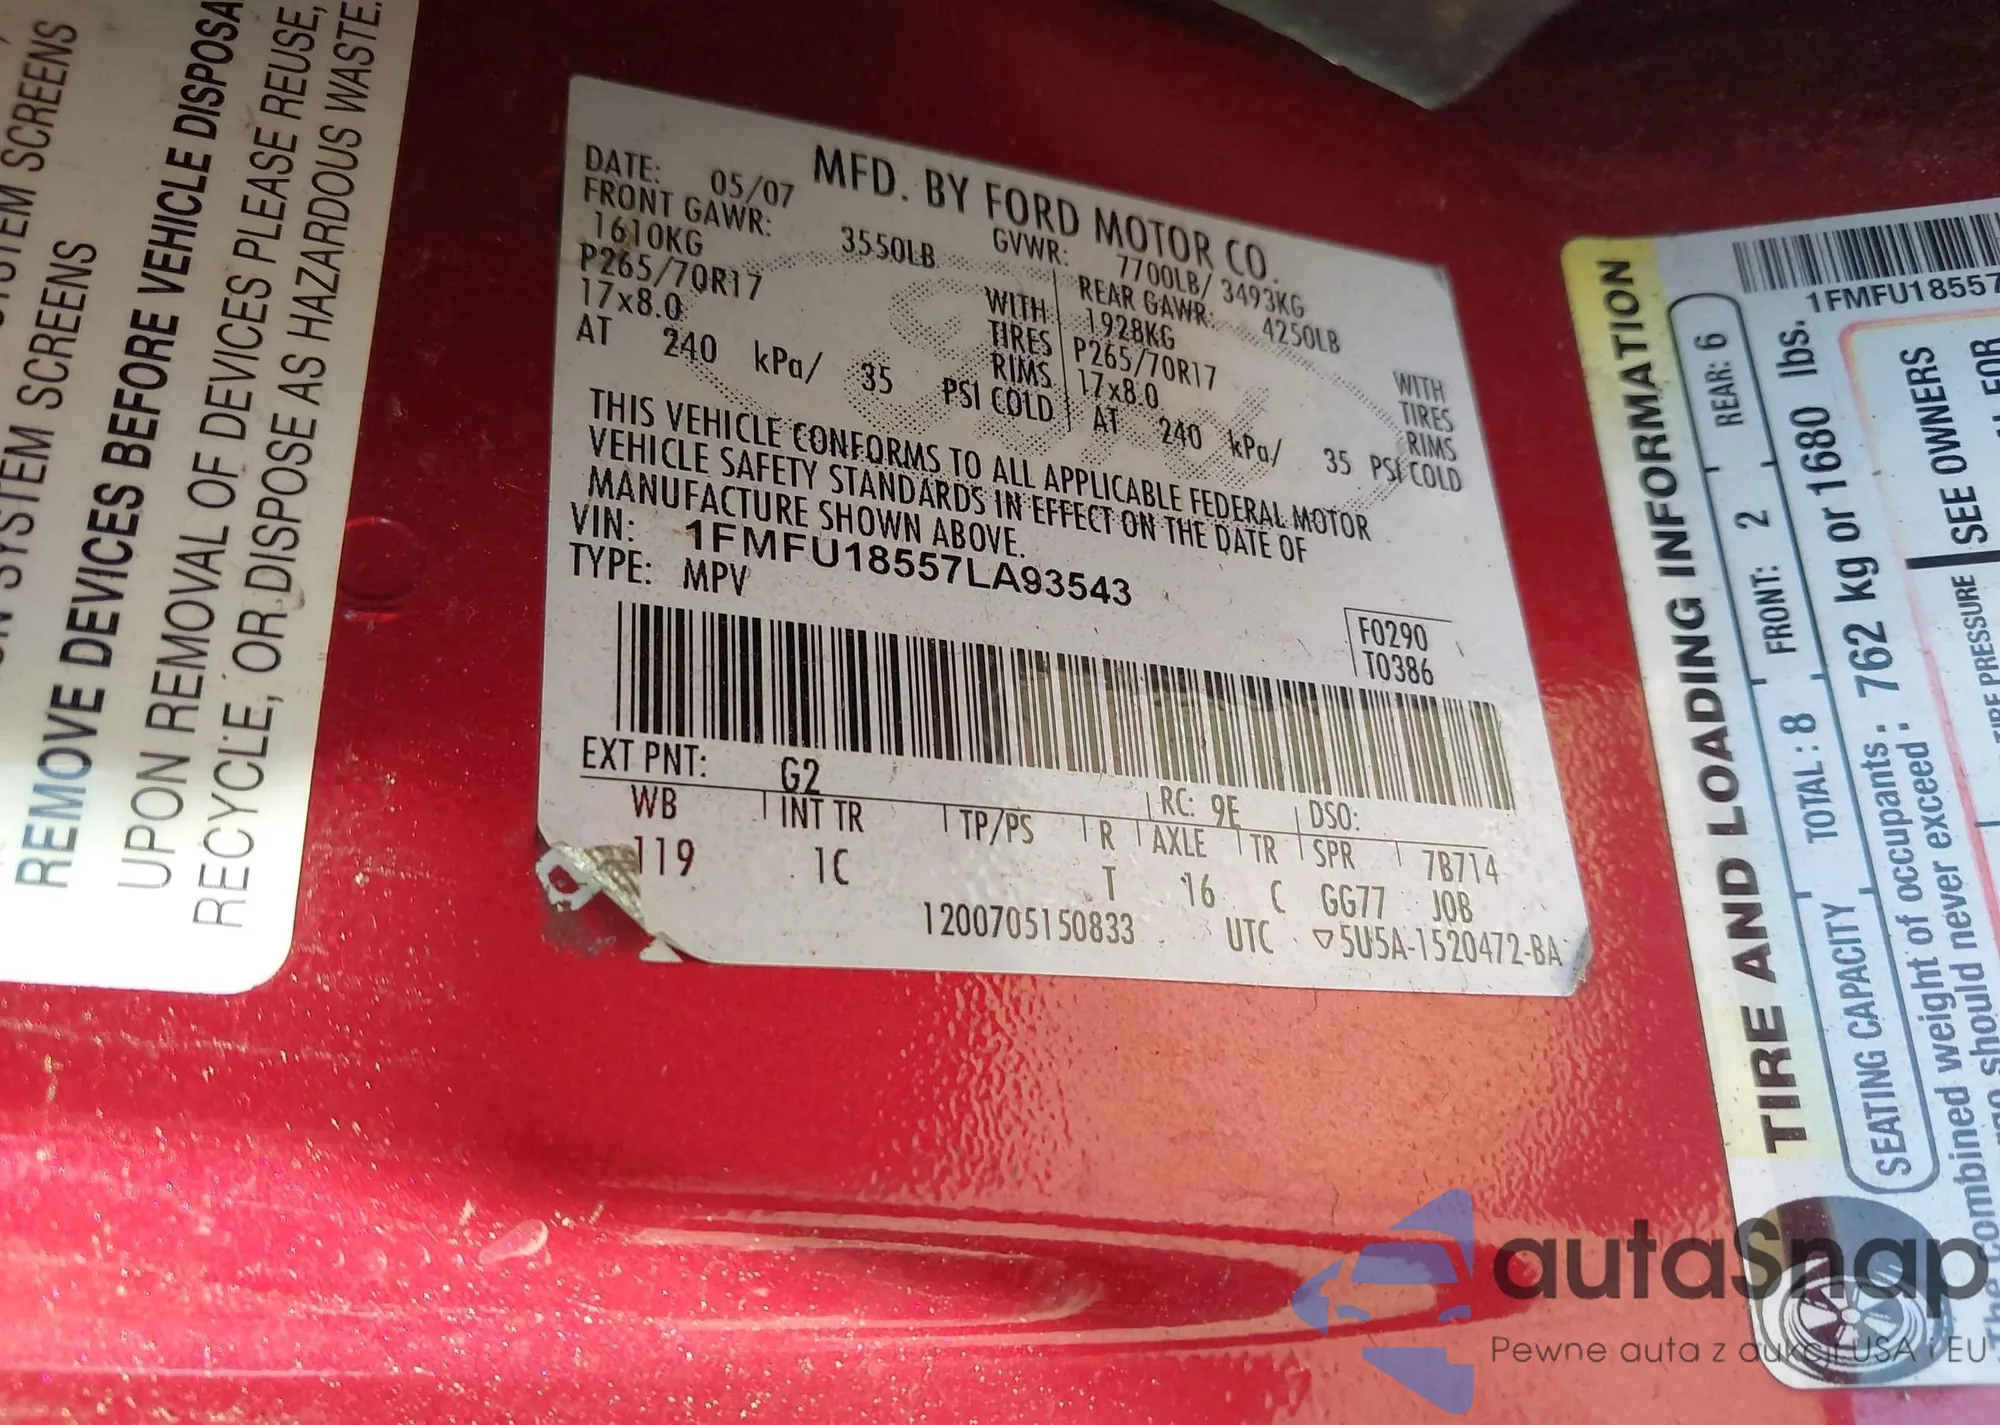 SYSTEM SCREENS
SYSTEM SCREENS
REMOVE DEVICES BEFORE VEHICLE
UPON REMOVAL OF DEVICES PLEASE REUSE,
RECYCLE, OR DISPOSE AS HAZARDOUS WASTE.
MFD. BY FORD MOTOR CO.
DATE: 05/07 GVWR: 7700LB/ 3493KG
FRONT GAWR: 3550LB REAR GAWR: 4250LB
1610KG WITH 1928KG WITH
P265/70R17 TIRES P265/70R17 TIRES
17x8.0 RIMS 17x8.0 RIMS
AT 240 kPa/ 35 PSI COLD AT 240 kPa/ 35 PSI COLD
THIS VEHICLE CONFORMS TO ALL APPLICABLE FEDERAL MOTOR
VEHICLE SAFETY STANDARDS IN EFFECT ON THE DATE OF
MANUFACTURE SHOWN ABOVE.
VIN: 1FMFU18557LA93543
TYPE: MPV
F0290
T0386
EXT PNT: G2 RC: 9E DSO:
WB INT TR TP/PS R AXLE TR SPR 7B714
119 1C T 16 C GG77 JOB
1200705150833 UTC ▽5U5A-1520472-BA
TIRE AND LOADING INFORMATION
1FMFU18557
SEATING CAPACITY TOTAL : 8 FRONT: 2 REAR: 6
combined weight of occupants : 762 kg or 1680 lbs.
should never exceed :
TIRE PRESSURE
SEE OWNERS
FOR
autaSnap
Pewne auta z aukcji USA i EU